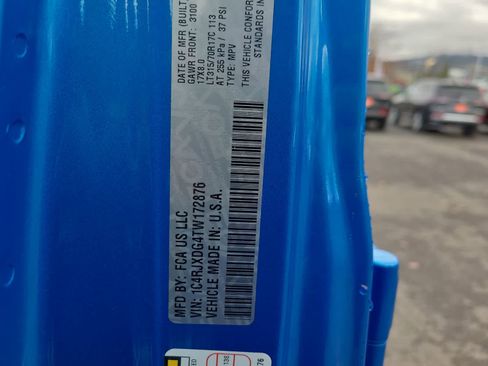 DATE OF MFR (BUILT
GAWR FRONT: 3100
17X8.0
LT315/70R17C 113
AT 255 kPa / 37 PSI
TYPE: MPV
THIS VEHICLE CONFOR
STANDARDS IN
MFD BY: FCA US LLC
VIN: 1C4RJXDG4TW172876
VEHICLE MADE IN: U.S.A.